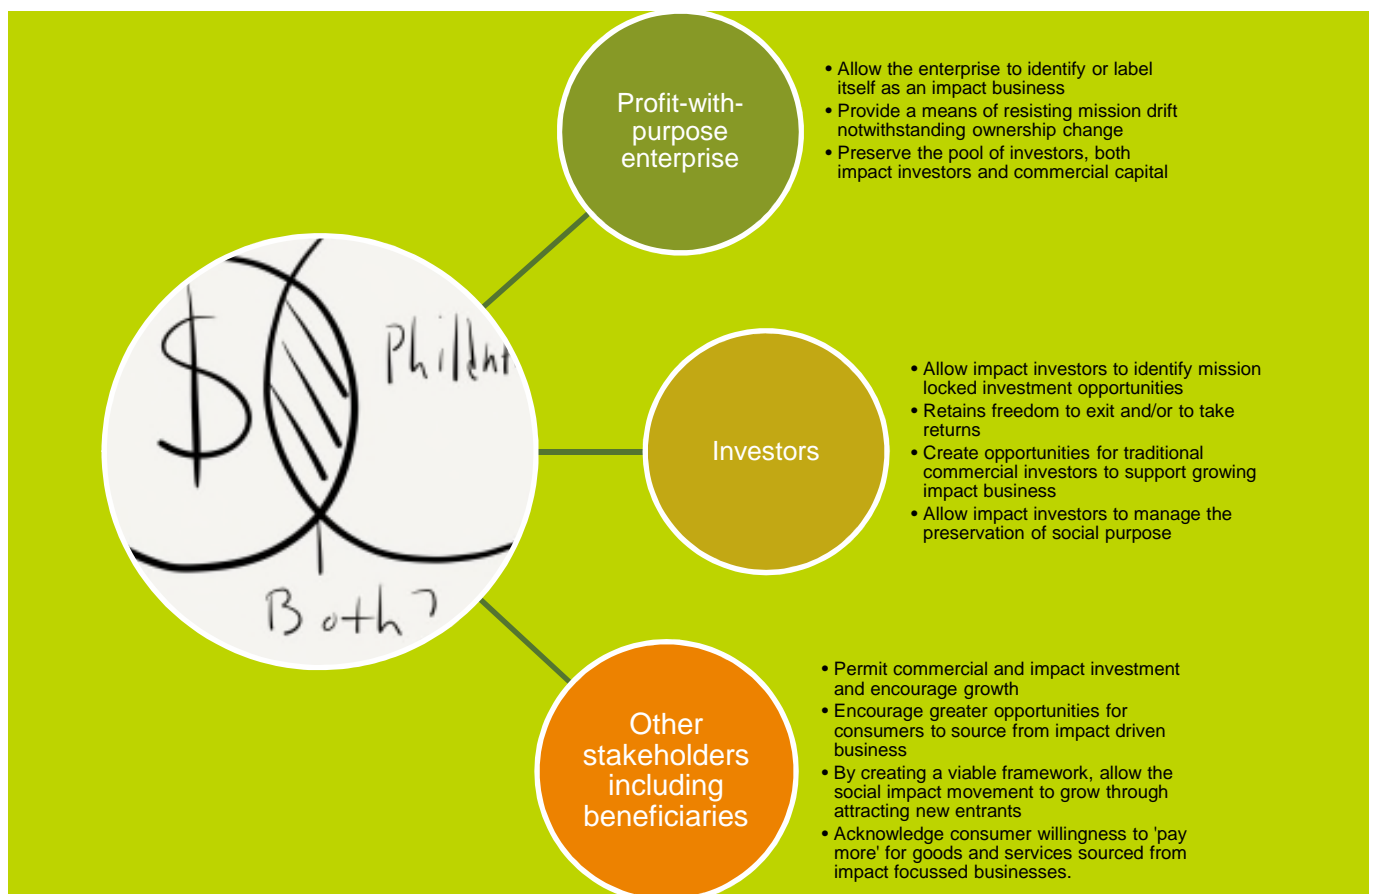 Profit-with-
purpose
enterprise
• Allow the enterprise to identify or label
itself as an impact business
• Provide a means of resisting mission drift
notwithstanding ownership change
• Preserve the pool of investors, both
impact investors and commercial capital
$
Philant
Both?
Investors
• Allow impact investors to identify mission
locked investment opportunities
• Retains freedom to exit and/or to take
returns
• Create opportunities for traditional
commercial investors to support growing
impact business
• Allow impact investors to manage the
preservation of social purpose
Other
stakeholders
including
beneficiaries
• Permit commercial and impact investment
and encourage growth
• Encourage greater opportunities for
consumers to source from impact driven
business
• By creating a viable framework, allow the
social impact movement to grow through
attracting new entrants
• Acknowledge consumer willingness to 'pay
more' for goods and services sourced from
impact focussed businesses.